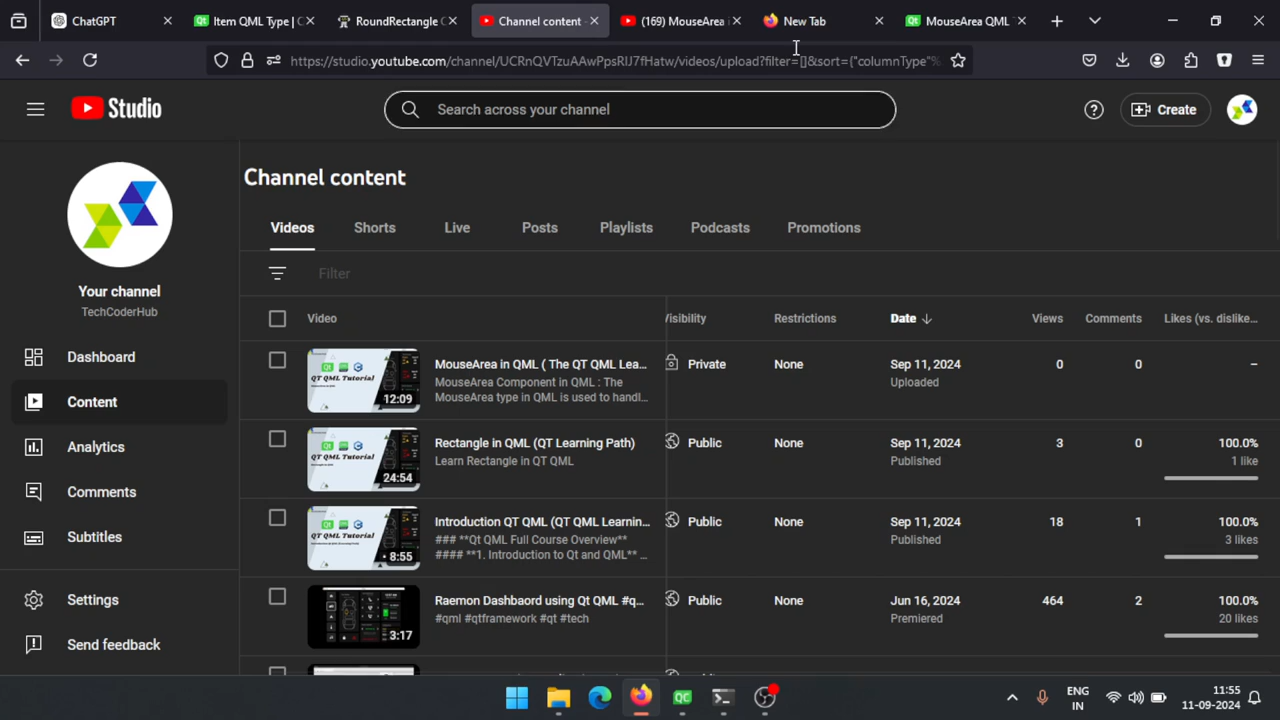 ChatGPT
Item QML Type | (
RoundRectangle C
Channel content -
(169) MouseArea i
New Tab
MouseArea QML
https://studio.youtube.com/channel/UCRnQVTzuAAwPpsRIJ7fHatw/videos/upload?filter=[]&sort={"columnType"%
Studio
Search across your channel
Create
Channel content
Videos
Shorts
Live
Posts
Playlists
Podcasts
Promotions
Filter
Your channel
TechCoderHub
Dashboard
Content
Analytics
Comments
Subtitles
Settings
Send feedback
Video
Visibility
Restrictions
Date
Views
Comments
Likes (vs. dislike...
QT QML Tutorial
12:09
MouseArea in QML ( The QT QML Lea...
MouseArea Component in QML : The
MouseArea type in QML is used to handl...
Private
None
Sep 11, 2024
Uploaded
0
0
–
QT QML Tutorial
24:54
Rectangle in QML (QT Learning Path)
Learn Rectangle in QT QML
Public
None
Sep 11, 2024
Published
3
0
100.0%
1 like
QT QML Tutorial
8:55
Introduction QT QML (QT QML Learnin...
### **Qt QML Full Course Overview**
#### **1. Introduction to Qt and QML** ...
Public
None
Sep 11, 2024
Published
18
1
100.0%
3 likes
3:17
Raemon Dashbaord using Qt QML #q...
#qml #qtframework #qt #tech
Public
None
Jun 16, 2024
Premiered
464
2
100.0%
20 likes
ENG
IN
11:55
11-09-2024